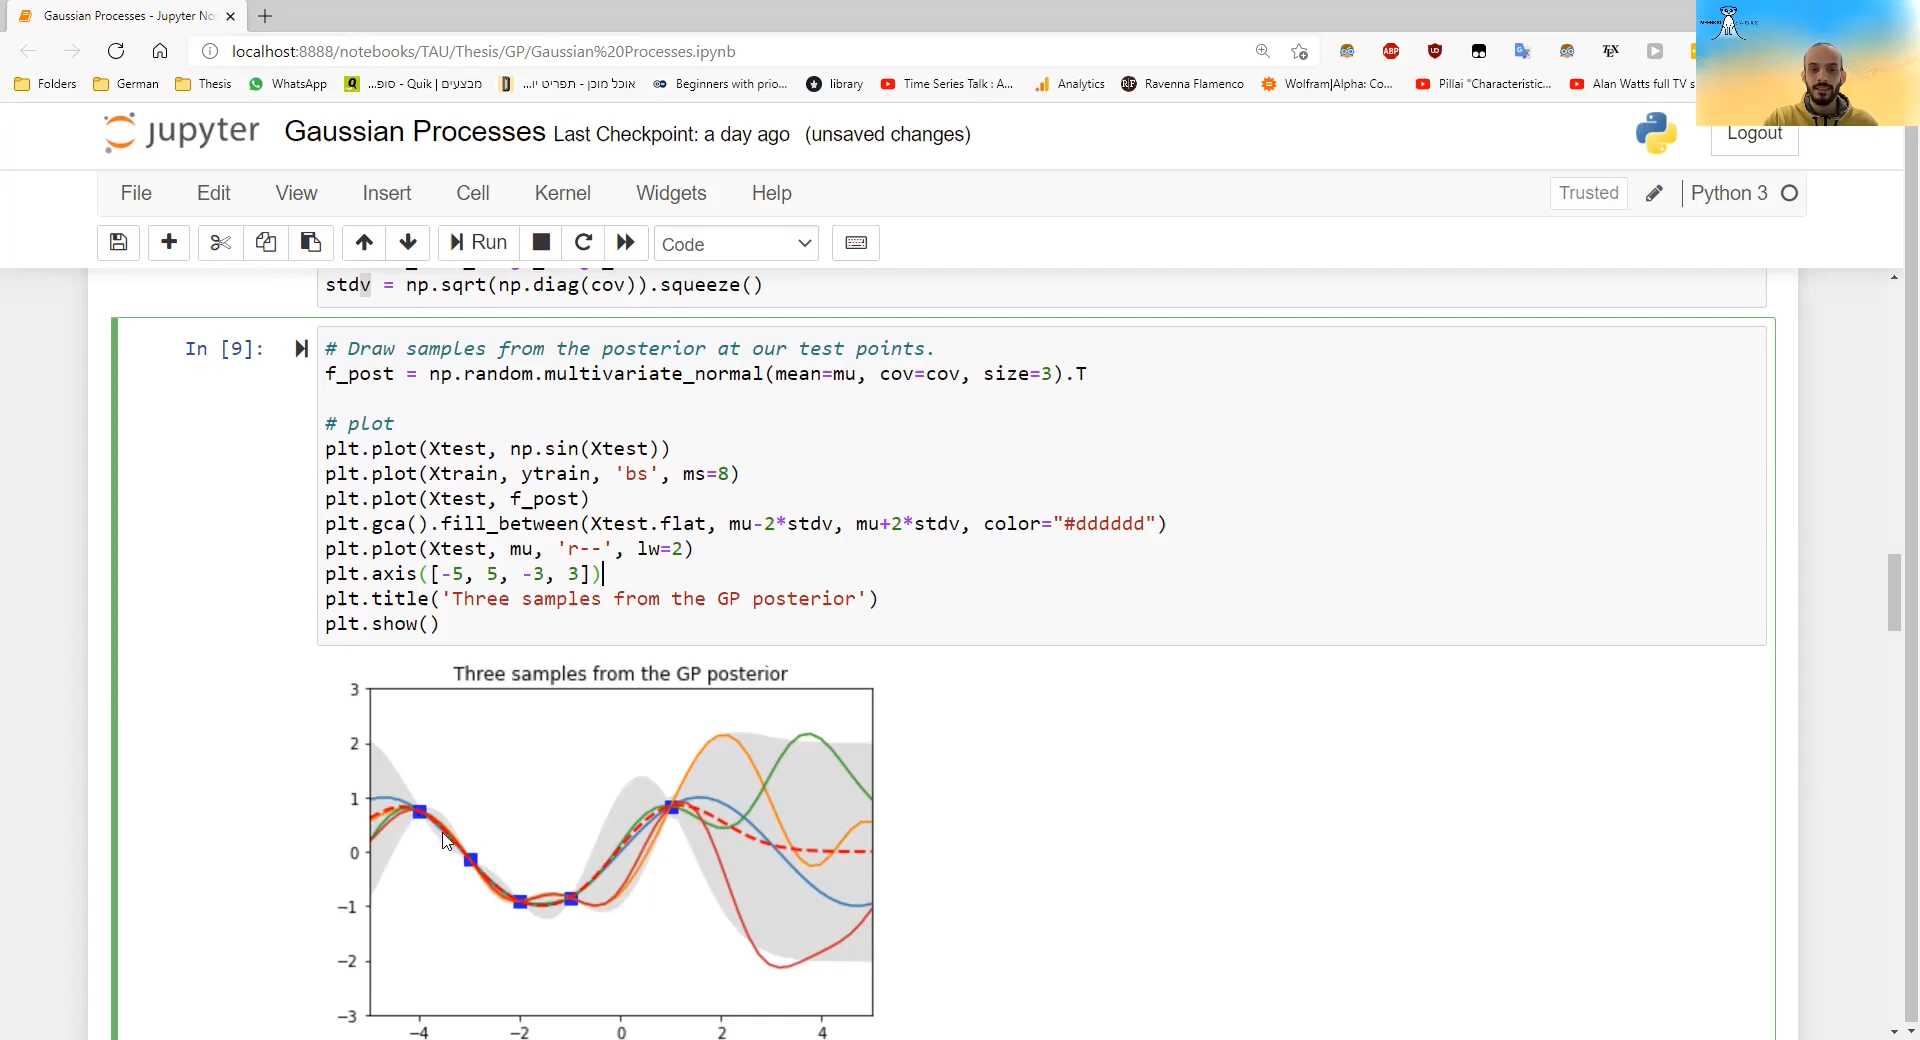 Gaussian Processes - Jupyter No
localhost:8888/notebooks/TAU/Thesis/GP/Gaussian%20Processes.ipynb
Folders German Thesis WhatsApp מבצעים - Quik | סופ... אוכל מוכן - תפריט יו... Beginners with prio... library Time Series Talk : A... Analytics Ravenna Flamenco Wolfram|Alpha: Co... Pillai "Characteristic... Alan Watts full TV s
jupyter Gaussian Processes Last Checkpoint: a day ago (unsaved changes)
Logout
File Edit View Insert Cell Kernel Widgets Help
Trusted Python 3
Run Code
stdv = np.sqrt(np.diag(cov)).squeeze()
In [9]:
# Draw samples from the posterior at our test points.
f_post = np.random.multivariate_normal(mean=mu, cov=cov, size=3).T
# plot
plt.plot(Xtest, np.sin(Xtest))
plt.plot(Xtrain, ytrain, 'bs', ms=8)
plt.plot(Xtest, f_post)
plt.gca().fill_between(Xtest.flat, mu-2*stdv, mu+2*stdv, color="#dddddd")
plt.plot(Xtest, mu, 'r--', lw=2)
plt.axis([-5, 5, -3, 3])
plt.title('Three samples from the GP posterior')
plt.show()
Three samples from the GP posterior
3
2
1
0
−1
−2
−3
−4 −2 0 2 4